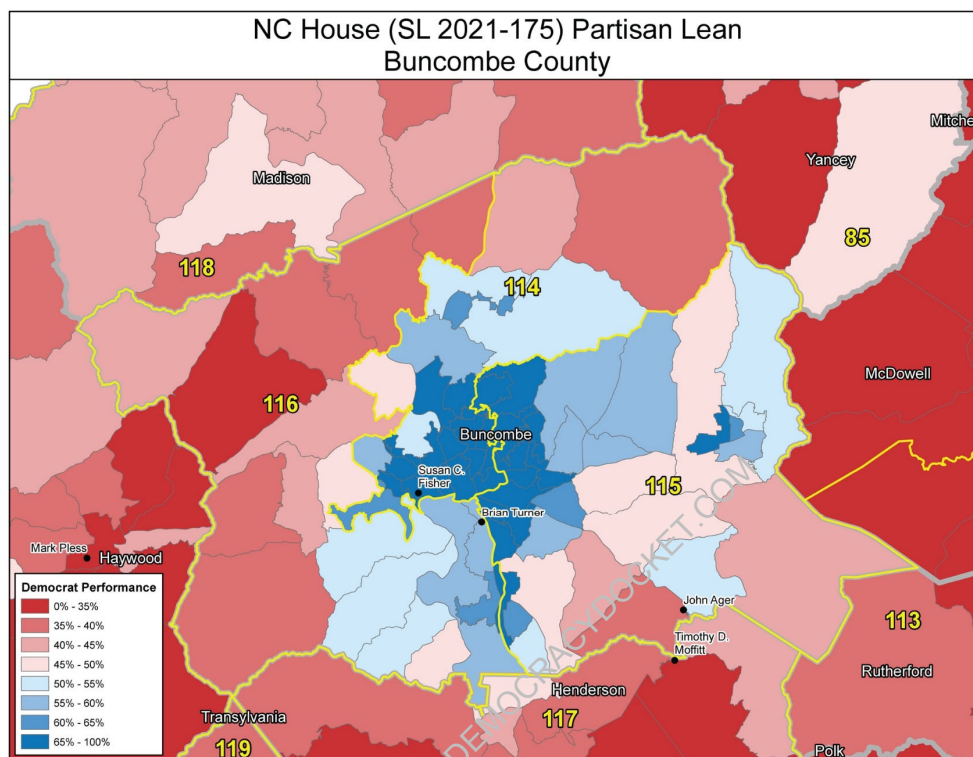 NC House (SL 2021-175) Partisan Lean
Buncombe County
Mitche
Yancey
Madison
85
118
114
McDowell
116
Buncombe
Susan C.
Fisher
115
Brian Turner
Mark Pless
Haywood
Democrat Performance
0% - 35%
35% - 40%
40% - 45%
45% - 50%
50% - 55%
55% - 60%
60% - 65%
65% - 100%
John Ager
Timothy D.
Moffitt
113
Rutherford
Henderson
117
Transylvania
119
Polk
DEMOCRACYDOCKET.COM